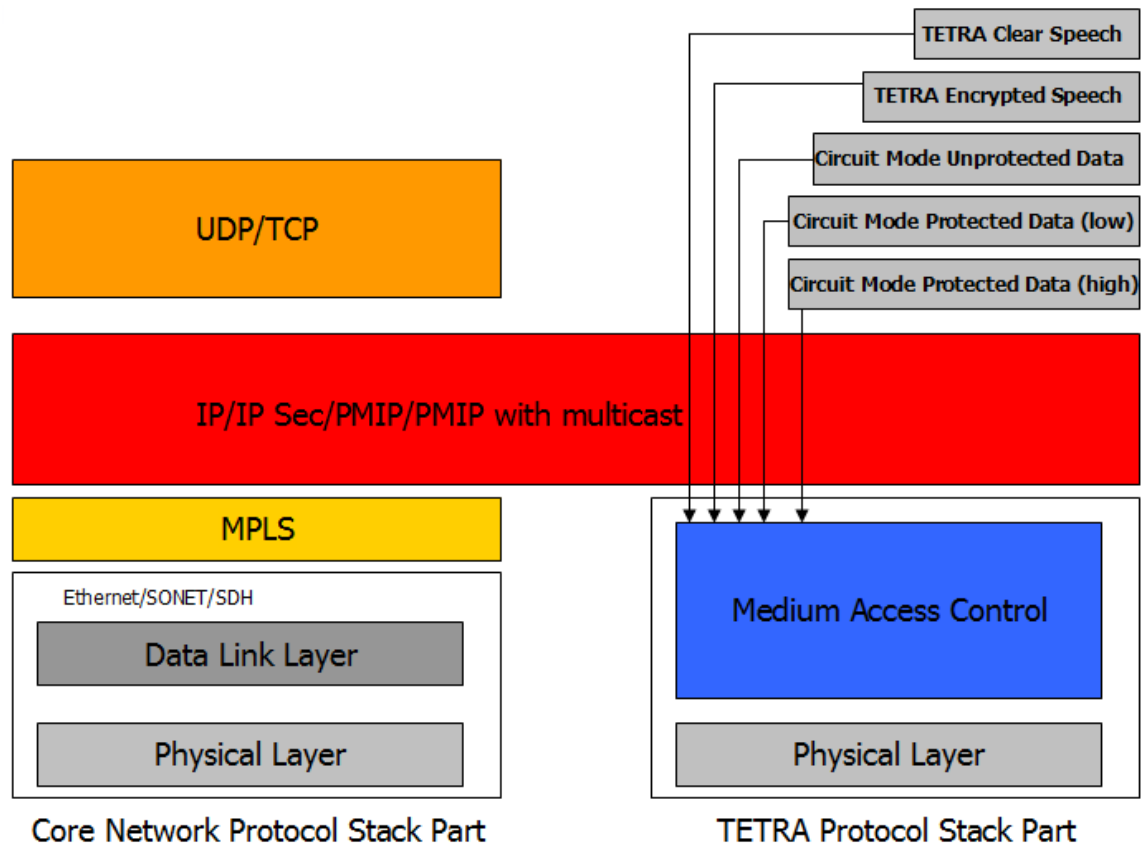 TETRA Clear Speech
TETRA Encrypted Speech
Circuit Mode Unprotected Data
Circuit Mode Protected Data (low)
Circuit Mode Protected Data (high)
UDP/TCP
IP/IP Sec/PMIP/PMIP with multicast
MPLS
Ethernet/SONET/SDH
Data Link Layer
Physical Layer
Core Network Protocol Stack Part
Medium Access Control
Physical Layer
TETRA Protocol Stack Part